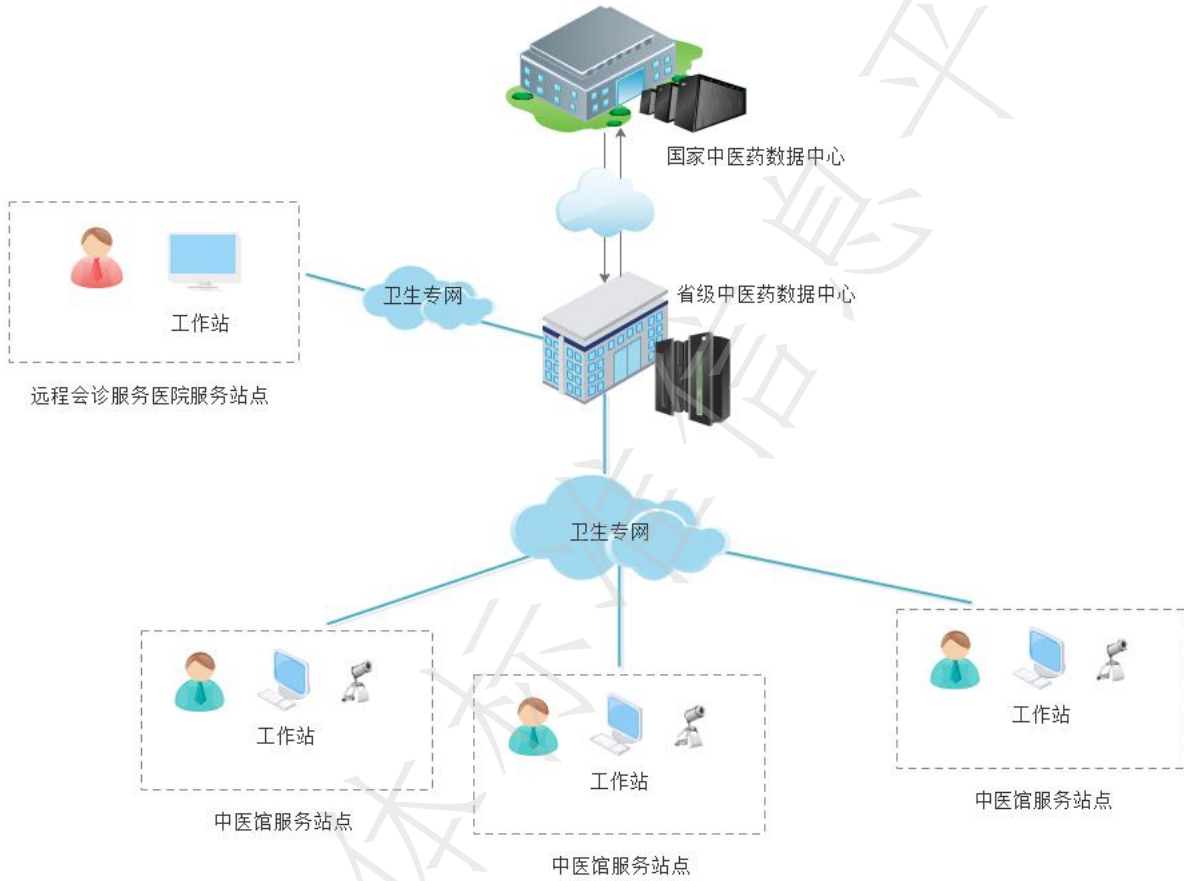 国家中医药数据中心
省级中医药数据中心
卫生专网
工作站
远程会诊服务医院服务站点
卫生专网
工作站
中医馆服务站点
工作站
中医馆服务站点
工作站
中医馆服务站点